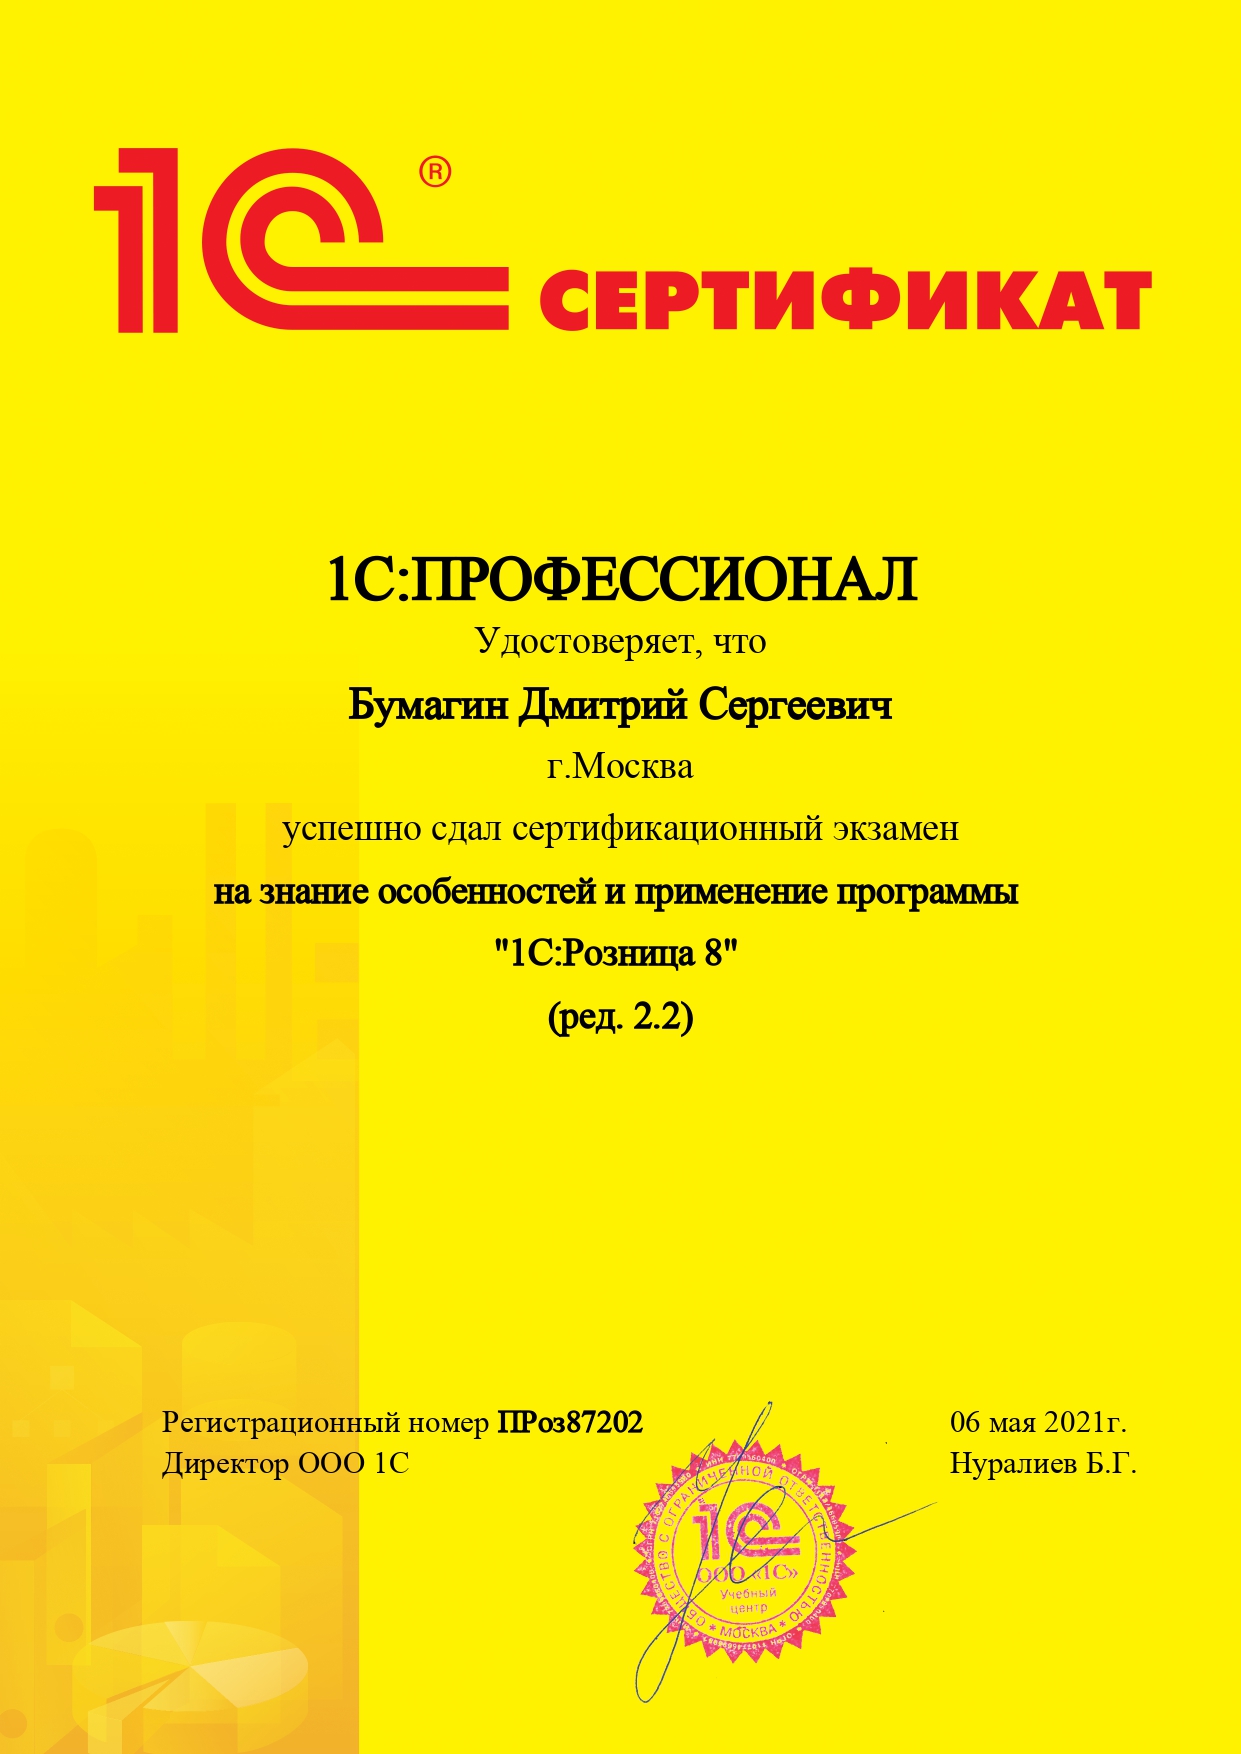 1С® СЕРТИФИКАТ
1С:ПРОФЕССИОНАЛ
Удостоверяет, что
Бумагин Дмитрий Сергеевич
г.Москва
успешно сдал сертификационный экзамен
на знание особенностей и применение программы
"1С:Розница 8"
(ред. 2.2)
Регистрационный номер ПРоз87202
06 мая 2021г.
Директор ООО 1С
Нуралиев Б.Г.
ОБЩЕСТВО С ОГРАНИЧЕННОЙ ОТВЕТСТВЕННОСТЬЮ * МОСКВА *
1С
ООО «1С»
Учебный
центр